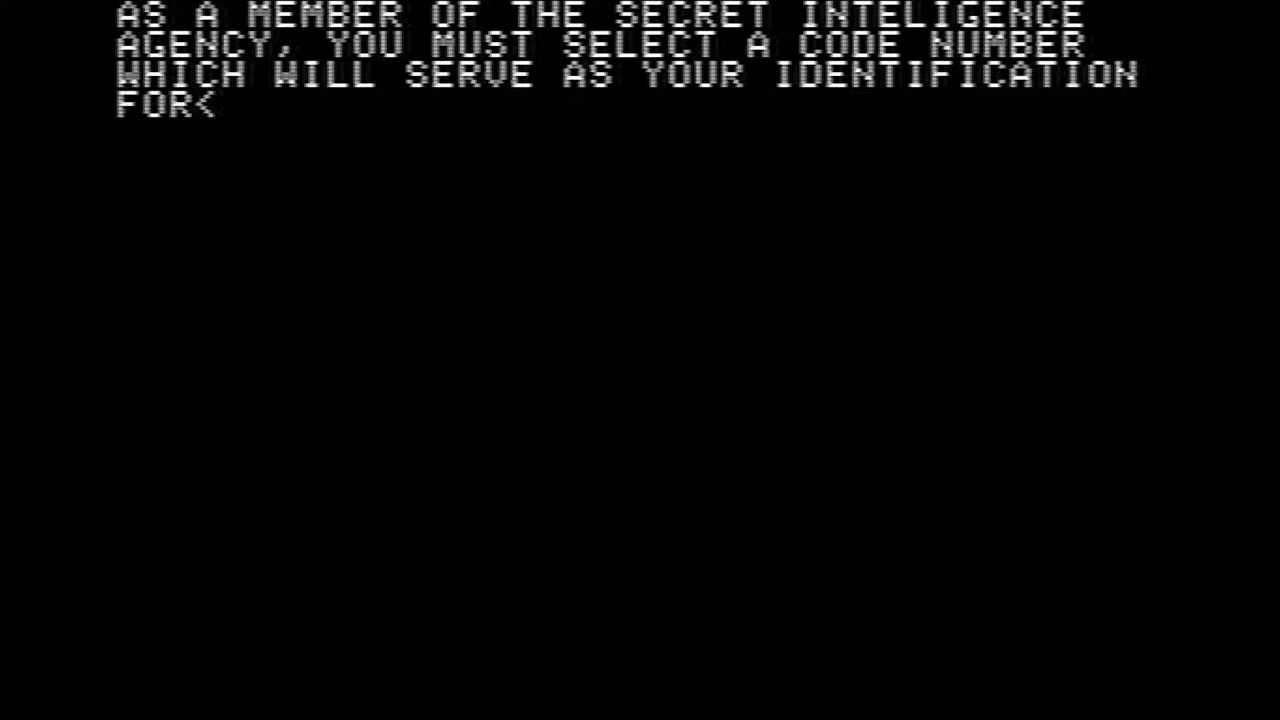 AS A MEMBER OF THE SECRET INTELIGENCE
AGENCY, YOU MUST SELECT A CODE NUMBER
WHICH WILL SERVE AS YOUR IDENTIFICATION
FOR<